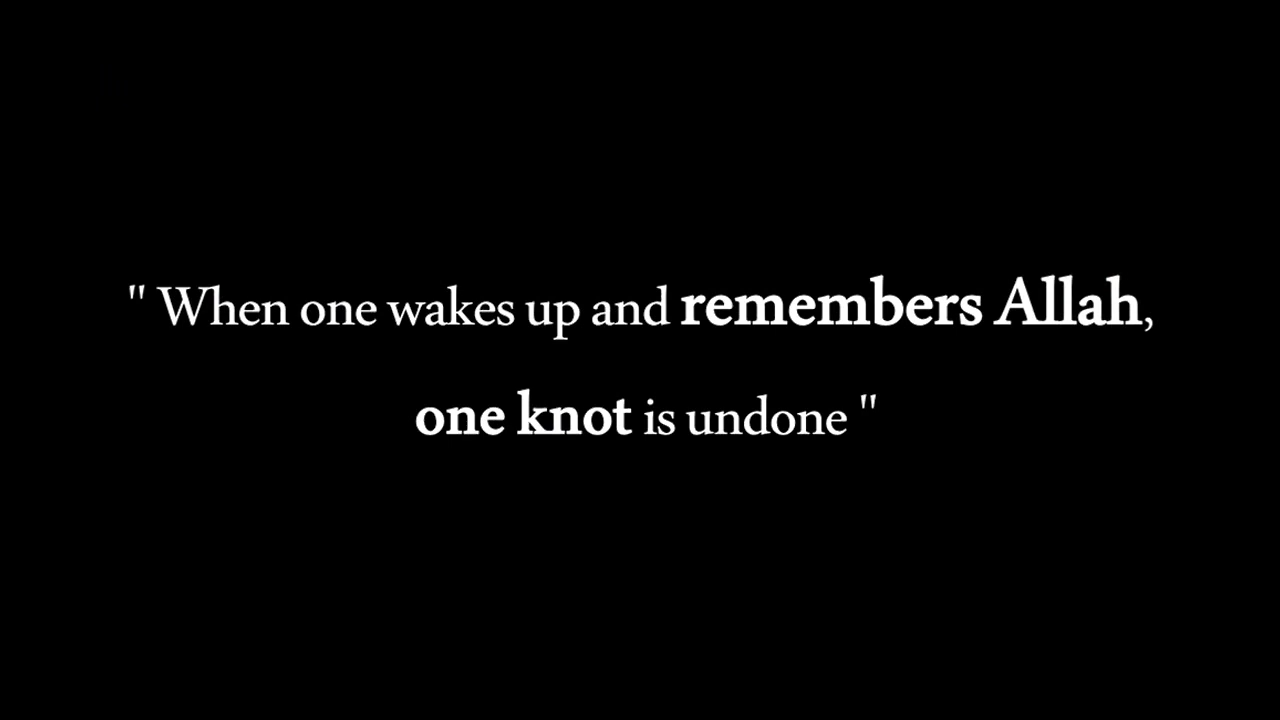 " When one wakes up and remembers Allah,
one knot is undone "